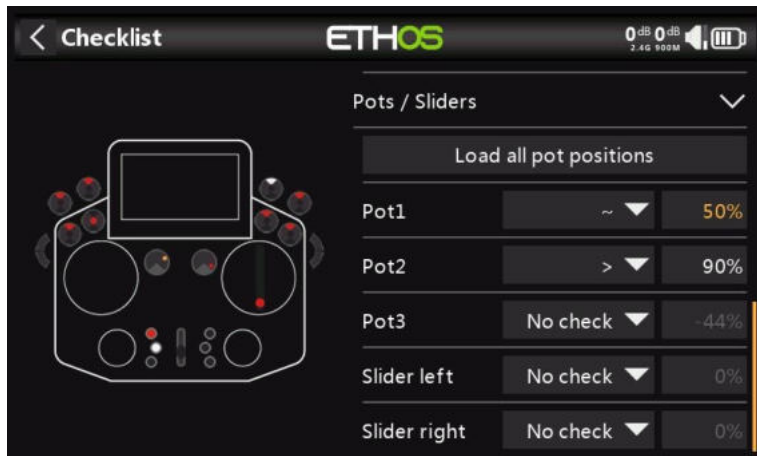 Checklist
ETHOS
0dB 0dB
2.4G 900M
Pots / Sliders
Load all pot positions
Pot1 ~ 50%
Pot2 > 90%
Pot3 No check -44%
Slider left No check 0%
Slider right No check 0%